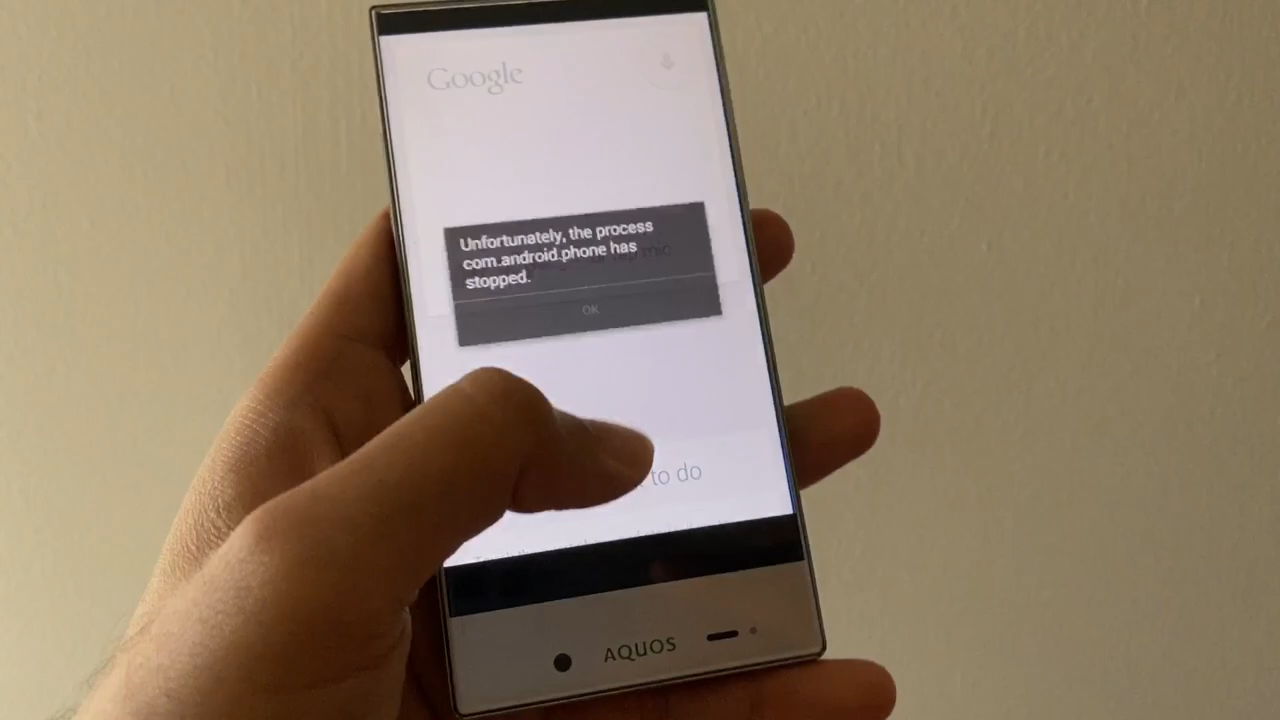 Google
Unfortunately, the process
com.android.phone has
stopped.
OK
to do
AQUOS